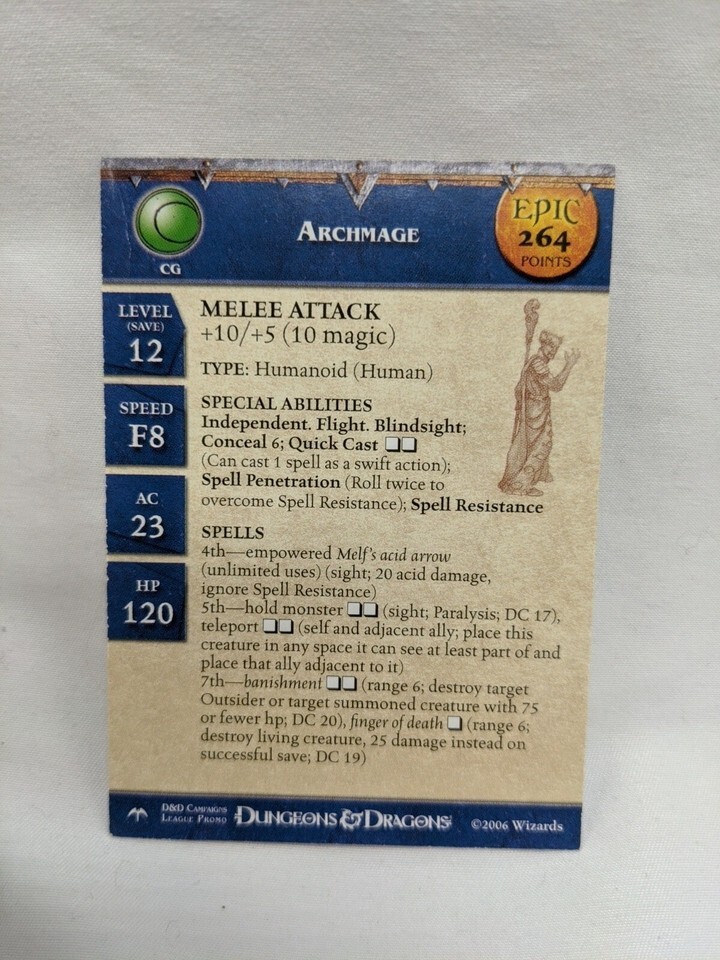 ARCHMAGE
EPIC
264
POINTS
CG
LEVEL
(SAVE)
12
SPEED
F8
AC
23
HP
120
MELEE ATTACK
+10/+5 (10 magic)
TYPE: Humanoid (Human)
SPECIAL ABILITIES
Independent. Flight. Blindsight;
Conceal 6; Quick Cast ❑❑
(Can cast 1 spell as a swift action);
Spell Penetration (Roll twice to
overcome Spell Resistance); Spell Resistance
SPELLS
4th—empowered Melf's acid arrow
(unlimited uses) (sight; 20 acid damage,
ignore Spell Resistance)
5th—hold monster ❑❑ (sight; Paralysis; DC 17),
teleport ❑❑ (self and adjacent ally; place this
creature in any space it can see at least part of and
place that ally adjacent to it)
7th—banishment ❑❑ (range 6; destroy target
Outsider or target summoned creature with 75
or fewer hp; DC 20), finger of death ❑ (range 6;
destroy living creature, 25 damage instead on
successful save; DC 19)
D&D CAMPAIGNS
LEAGUE PROMO
DUNGEONS & DRAGONS
©2006 Wizards